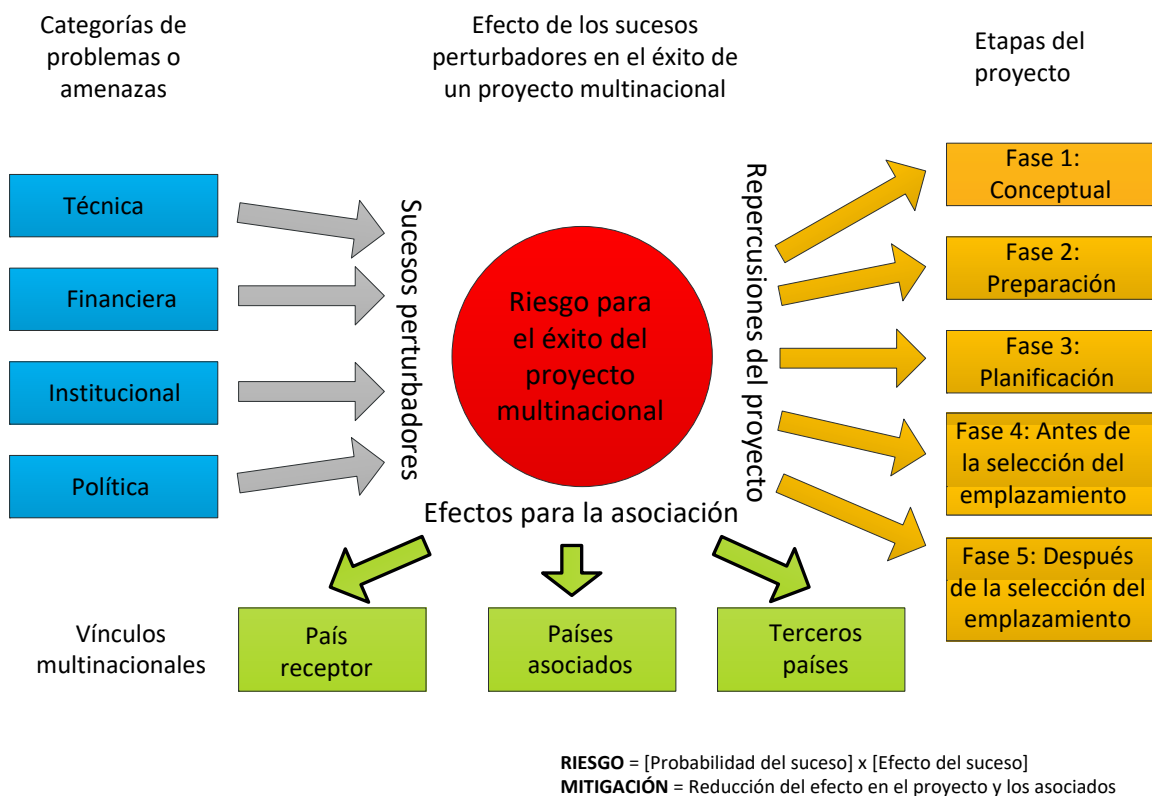 Categorías de
problemas o
amenazas
Efecto de los sucesos
perturbadores en el éxito de
un proyecto multinacional
Etapas del
proyecto
Técnica
Financiera
Institucional
Política
Sucesos perturbadores
Riesgo para
el éxito del
proyecto
multinacional
Repercusiones del proyecto
Fase 1:
Conceptual
Fase 2:
Preparación
Fase 3:
Planificación
Fase 4: Antes de
la selección del
emplazamiento
Fase 5: Después
de la selección del
emplazamiento
Efectos para la asociación
Vínculos
multinacionales
País
receptor
Países
asociados
Terceros
países
RIESGO = [Probabilidad del suceso] x [Efecto del suceso]
MITIGACIÓN = Reducción del efecto en el proyecto y los asociados